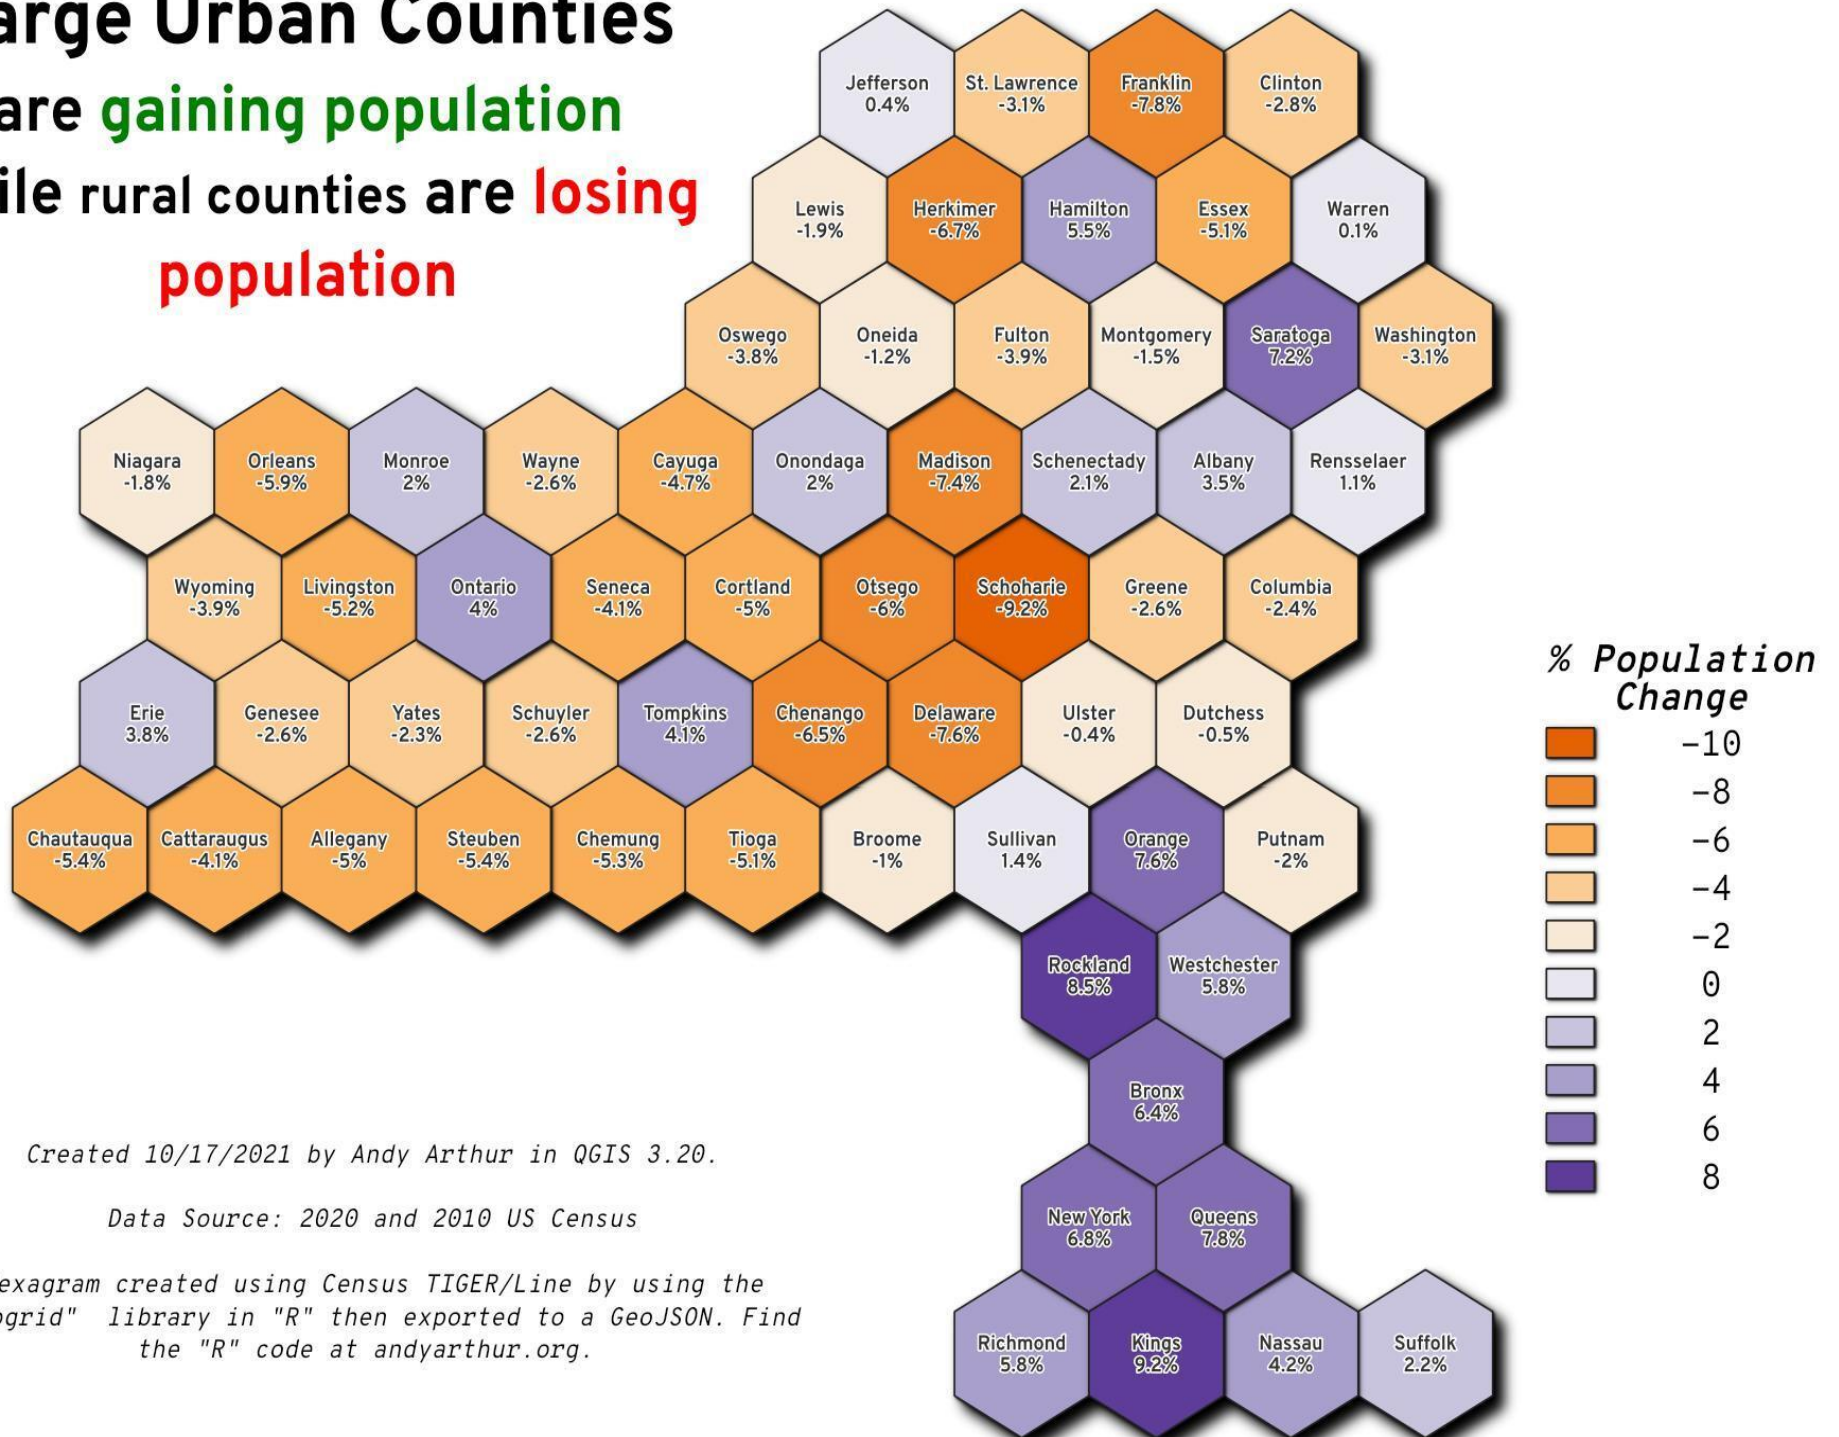 arge Urban Counties
are gaining population
ile rural counties are losing
population
Jefferson
0.4%
St. Lawrence
-3.1%
Franklin
-7.8%
Clinton
-2.8%
Lewis
-1.9%
Herkimer
-6.7%
Hamilton
5.5%
Essex
-5.1%
Warren
0.1%
Oswego
-3.8%
Oneida
-1.2%
Fulton
-3.9%
Montgomery
-1.5%
Saratoga
7.2%
Washington
-3.1%
Niagara
-1.8%
Orleans
-5.9%
Monroe
2%
Wayne
-2.6%
Cayuga
-4.7%
Onondaga
2%
Madison
-7.4%
Schenectady
2.1%
Albany
3.5%
Rensselaer
1.1%
Wyoming
-3.9%
Livingston
-5.2%
Ontario
4%
Seneca
-4.1%
Cortland
-5%
Otsego
-6%
Schoharie
-9.2%
Greene
-2.6%
Columbia
-2.4%
Erie
3.8%
Genesee
-2.6%
Yates
-2.3%
Schuyler
-2.6%
Tompkins
4.1%
Chenango
-6.5%
Delaware
-7.6%
Ulster
-0.4%
Dutchess
-0.5%
Chautauqua
-5.4%
Cattaraugus
-4.1%
Allegany
-5%
Steuben
-5.4%
Chemung
-5.3%
Tioga
-5.1%
Broome
-1%
Sullivan
1.4%
Orange
7.6%
Putnam
-2%
Rockland
8.5%
Westchester
5.8%
Bronx
6.4%
New York
6.8%
Queens
7.8%
Richmond
5.8%
Kings
9.2%
Nassau
4.2%
Suffolk
2.2%
% Population
Change
-10
-8
-6
-4
-2
0
2
4
6
8
Created 10/17/2021 by Andy Arthur in QGIS 3.20.
Data Source: 2020 and 2010 US Census
exagram created using Census TIGER/Line by using the
ogrid" library in "R" then exported to a GeoJSON. Find
the "R" code at andyarthur.org.